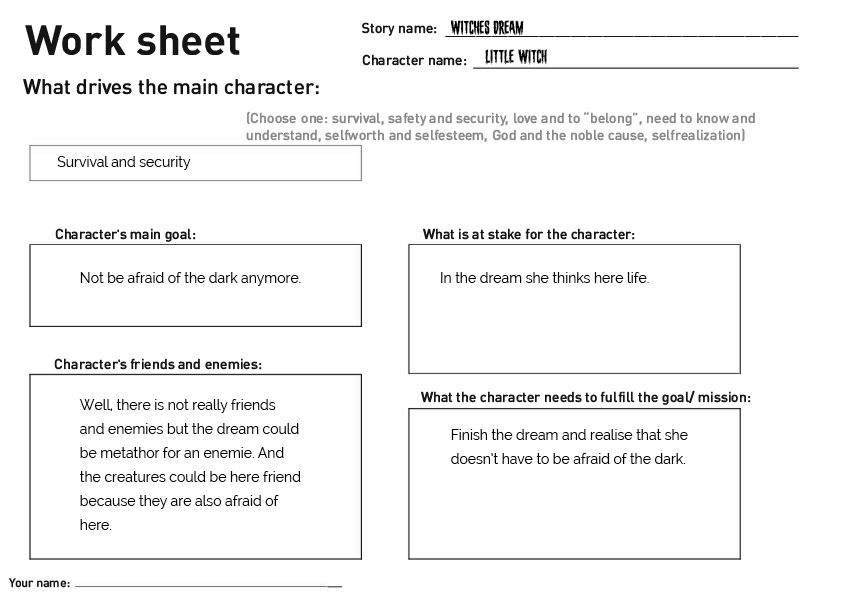 Work sheet
Story name: WITCHES DREAM
Character name: LITTLE WITCH
What drives the main character:
(Choose one: survival, safety and security, love and to "belong", need to know and
understand, selfworth and selfesteem, God and the noble cause, selfrealization)
Survival and security
Character's main goal:
Not be afraid of the dark anymore.
What is at stake for the character:
In the dream she thinks here life.
Character's friends and enemies:
Well, there is not really friends
and enemies but the dream could
be metathor for an enemie. And
the creatures could be here friend
because they are also afraid of
here.
What the character needs to fulfill the goal/ mission:
Finish the dream and realise that she
doesn't have to be afraid of the dark.
Your name: